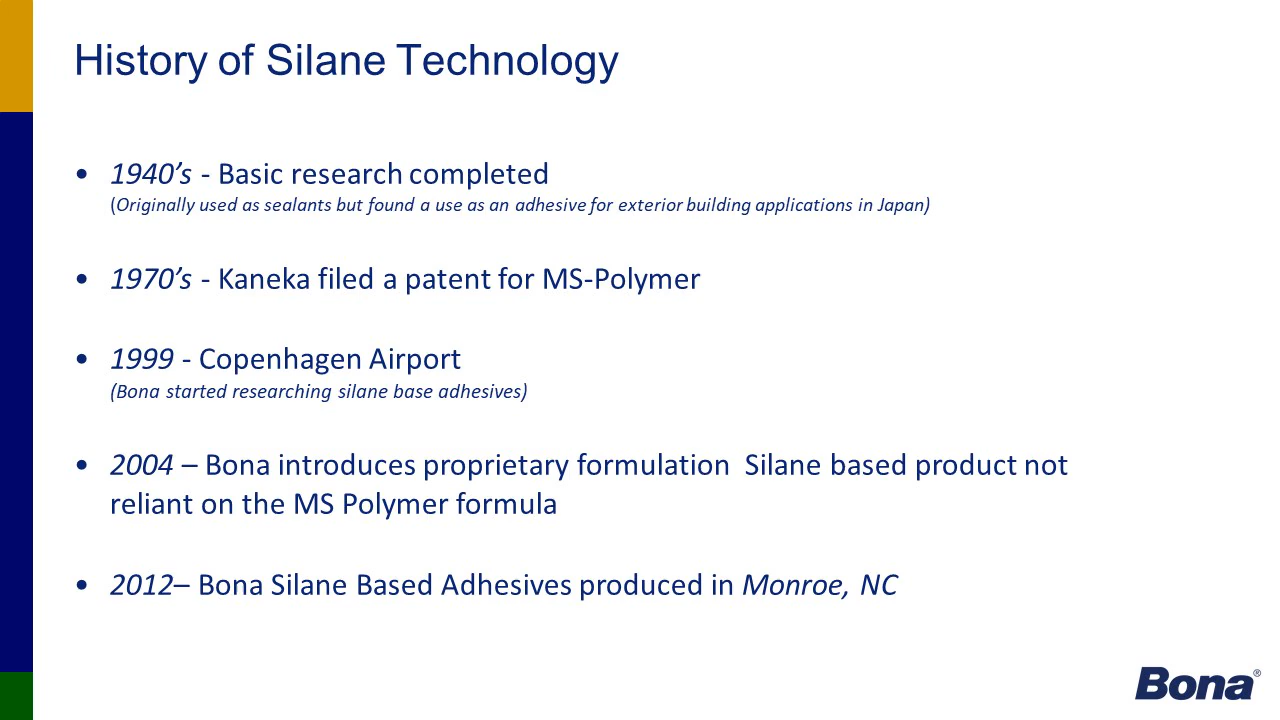 History of Silane Technology
• 1940’s - Basic research completed
(Originally used as sealants but found a use as an adhesive for exterior building applications in Japan)
• 1970’s - Kaneka filed a patent for MS-Polymer
• 1999 - Copenhagen Airport
(Bona started researching silane base adhesives)
• 2004 – Bona introduces proprietary formulation  Silane based product not
reliant on the MS Polymer formula
• 2012– Bona Silane Based Adhesives produced in Monroe, NC
Bona®